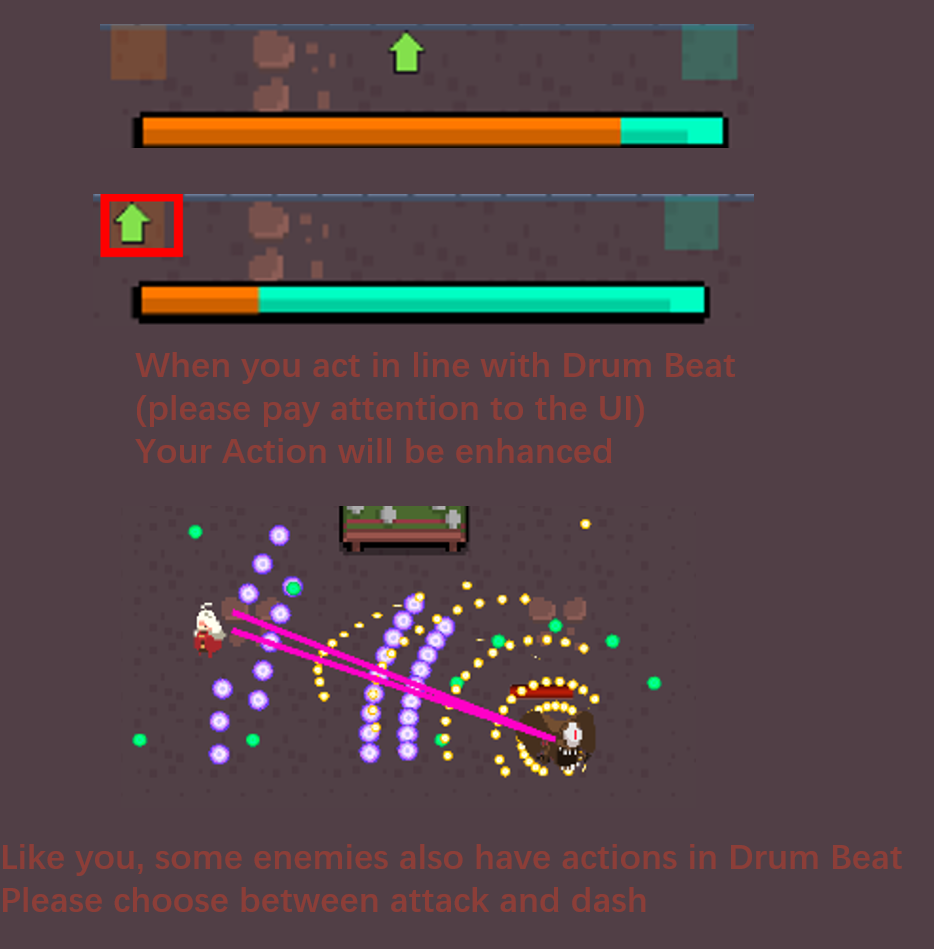 When you act in line with Drum Beat
(please pay attention to the UI)
Your Action will be enhanced
Like you, some enemies also have actions in Drum Beat
Please choose between attack and dash